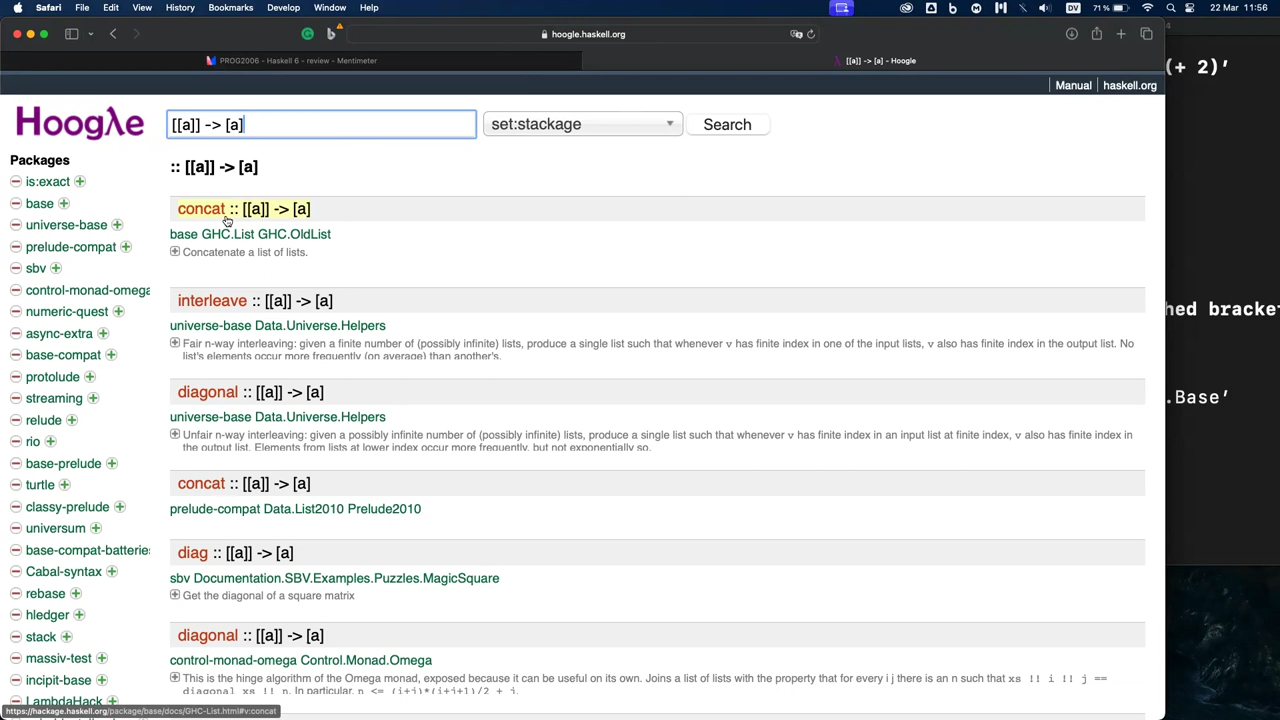 Safari File Edit View History Bookmarks Develop Window Help DV 71% 22 Mar 11:56
hoogle.haskell.org
PROG2006 - Haskell 6 - review - Mentimeter
[[a]] -> [a] - Hoogle
Manual haskell.org
Hoogλe
[[a]] -> [a]
set:stackage
Search
Packages
is:exact
base
universe-base
prelude-compat
sbv
control-monad-omega
numeric-quest
async-extra
base-compat
protolude
streaming
relude
rio
base-prelude
turtle
classy-prelude
universum
base-compat-batteries
Cabal-syntax
rebase
hledger
stack
massiv-test
incipit-base
LambdaHack
:: [[a]] -> [a]
concat :: [[a]] -> [a]
base GHC.List GHC.OldList
Concatenate a list of lists.
interleave :: [[a]] -> [a]
universe-base Data.Universe.Helpers
Fair n-way interleaving: given a finite number of (possibly infinite) lists, produce a single list such that whenever v has finite index in one of the input lists, v also has finite index in the output list. No
list's elements occur more frequently (on average) than another's.
diagonal :: [[a]] -> [a]
universe-base Data.Universe.Helpers
Unfair n-way interleaving: given a possibly infinite number of (possibly infinite) lists, produce a single list such that whenever v has finite index in an input list at finite index, v also has finite index in
the output list. Elements from lists at lower index occur more frequently, but not exponentially so.
concat :: [[a]] -> [a]
prelude-compat Data.List2010 Prelude2010
diag :: [[a]] -> [a]
sbv Documentation.SBV.Examples.Puzzles.MagicSquare
Get the diagonal of a square matrix
diagonal :: [[a]] -> [a]
control-monad-omega Control.Monad.Omega
This is the hinge algorithm of the Omega monad, exposed because it can be useful on its own. Joins a list of lists with the property that for every i j there is an n such that xs !! i !! j ==
diagonal xs !! n. In particular, n <= (i+j)*(i+j+1)/2 + j.
https://hackage.haskell.org/package/base/docs/GHC-List.html#v:concat
(+ 2)’
hed bracket
.Base’